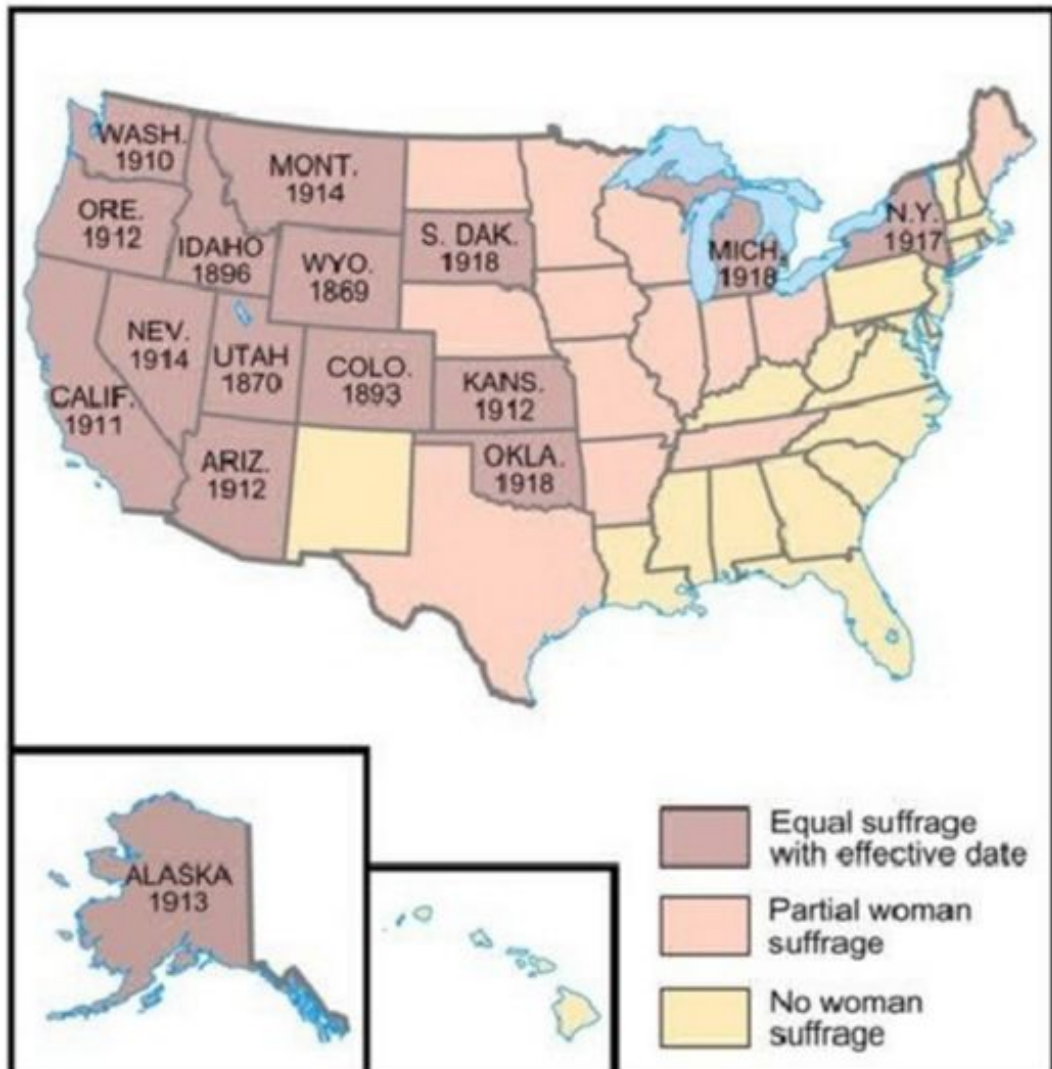 WASH.
1910
MONT.
1914
ORE.
1912
IDAHO
1896
WYO.
1869
S. DAK.
1918
MICH.
1918
N.Y.
1917
NEV.
1914
UTAH
1870
COLO.
1893
KANS.
1912
CALIF.
1911
ARIZ.
1912
OKLA.
1918
ALASKA
1913
Equal suffrage
with effective date
Partial woman
suffrage
No woman
suffrage